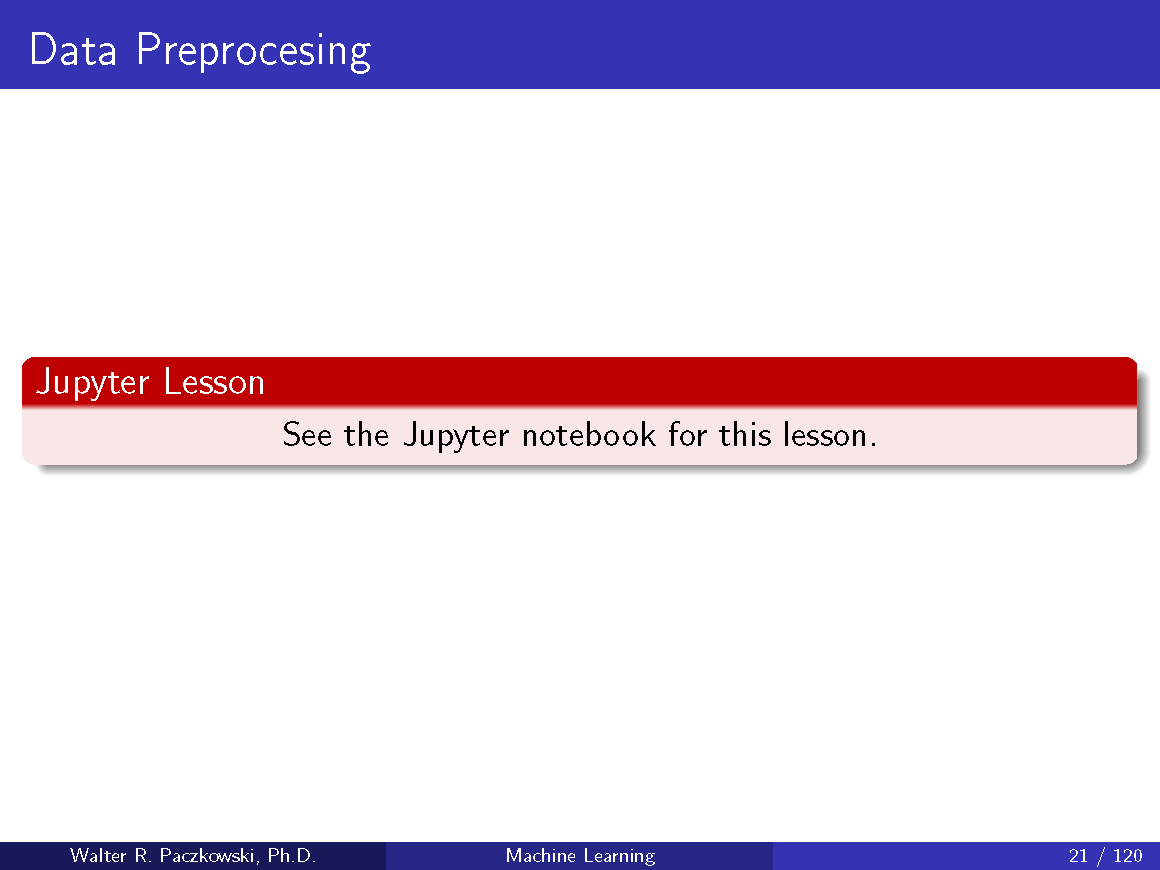 Data Preprocesing
Jupyter Lesson
See the Jupyter notebook for this lesson.
Walter R. Paczkowski, Ph.D.
Machine Learning
21 / 120